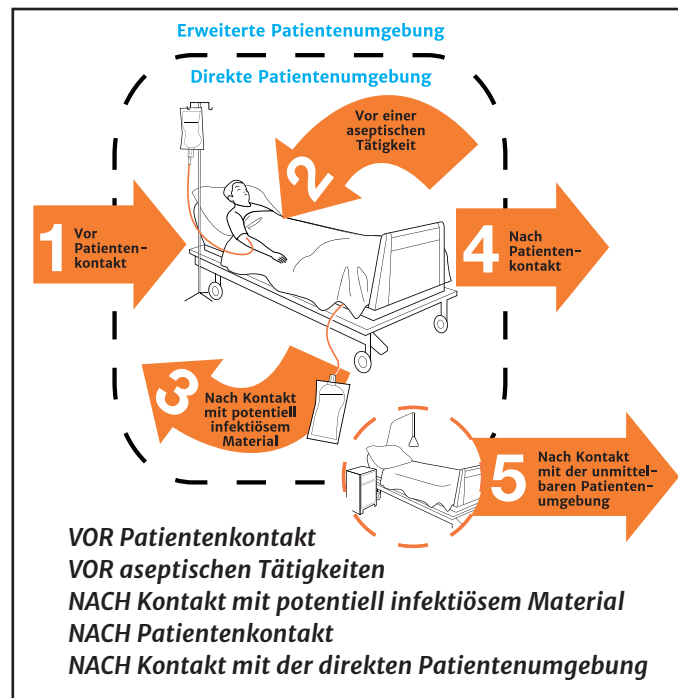 Erweiterte Patientenumgebung
Direkte Patientenumgebung
1
Vor
Patienten-
kontakt
2
Vor einer
aseptischen
Tätigkeit
3
Nach Kontakt
mit potentiell
infektiösem
Material
4
Nach
Patienten-
kontakt
5
Nach Kontakt
mit der unmittel-
baren Patienten-
umgebung
VOR Patientenkontakt
VOR aseptischen Tätigkeiten
NACH Kontakt mit potentiell infektiösem Material
NACH Patientenkontakt
NACH Kontakt mit der direkten Patientenumgebung